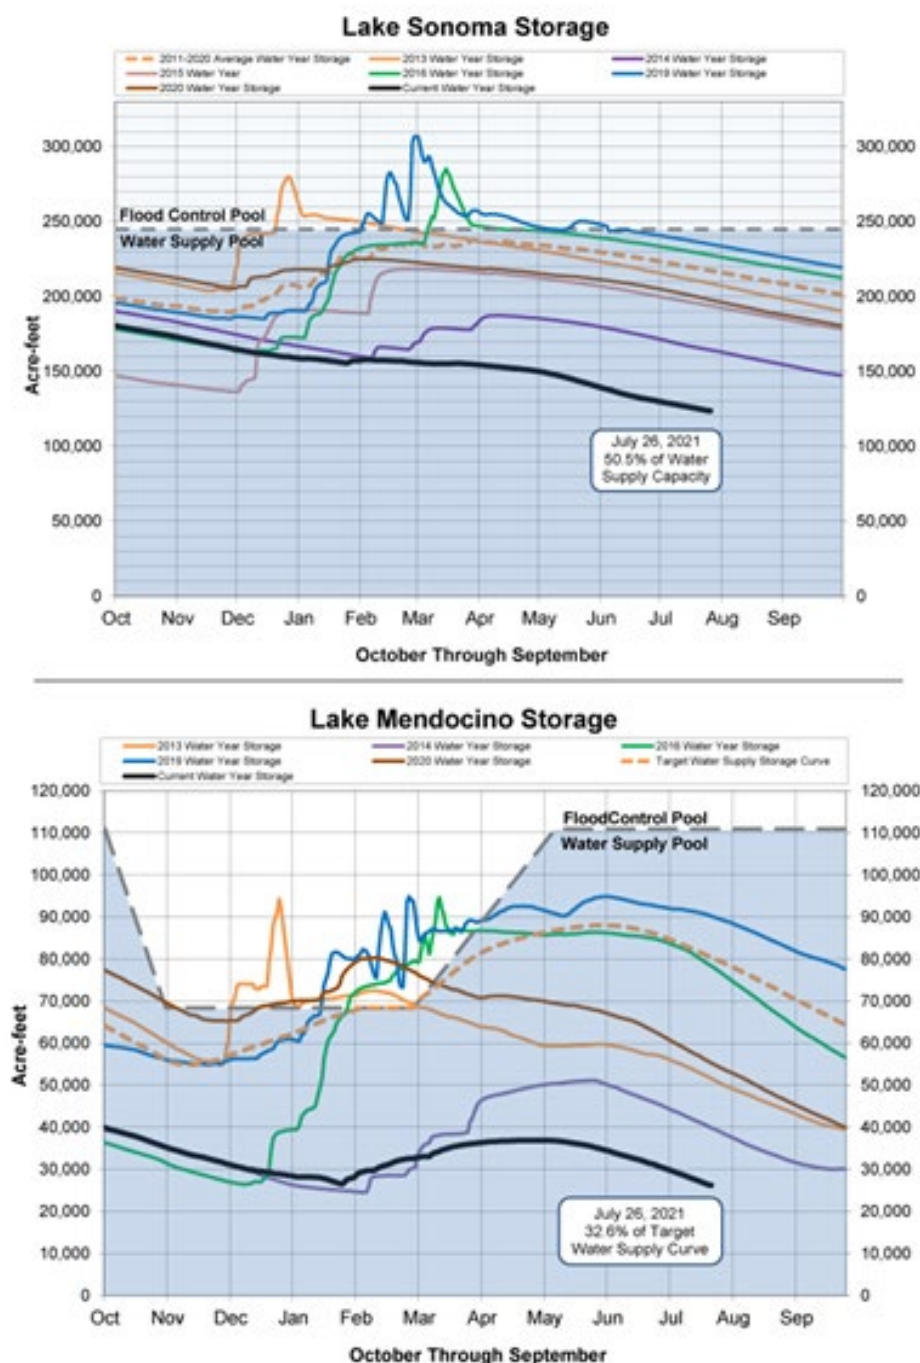 Lake Sonoma Storage
2011-2020 Average Water Year Storage
2013 Water Year Storage
2014 Water Year Storage
2015 Water Year
2016 Water Year Storage
2019 Water Year Storage
2020 Water Year Storage
Current Water Year Storage
300,000
300,000
250,000
Flood Control Pool
250,000
Water Supply Pool
200,000
200,000
Acre-feet
150,000
150,000
July 26, 2021
50.5% of Water
Supply Capacity
100,000
100,000
50,000
50,000
0
0
Oct Nov Dec Jan Feb Mar Apr May Jun Jul Aug Sep
October Through September
Lake Mendocino Storage
2013 Water Year Storage
2014 Water Year Storage
2016 Water Year Storage
2019 Water Year Storage
2020 Water Year Storage
Target Water Supply Storage Curve
Current Water Year Storage
120,000
120,000
FloodControl Pool
110,000
110,000
Water Supply Pool
100,000
100,000
90,000
90,000
80,000
80,000
70,000
70,000
60,000
60,000
Acre-feet
50,000
50,000
40,000
40,000
30,000
30,000
July 26, 2021
32.6% of Target
Water Supply Curve
20,000
20,000
10,000
10,000
0
0
Oct Nov Dec Jan Feb Mar Apr May Jun Jul Aug Sep
October Through September